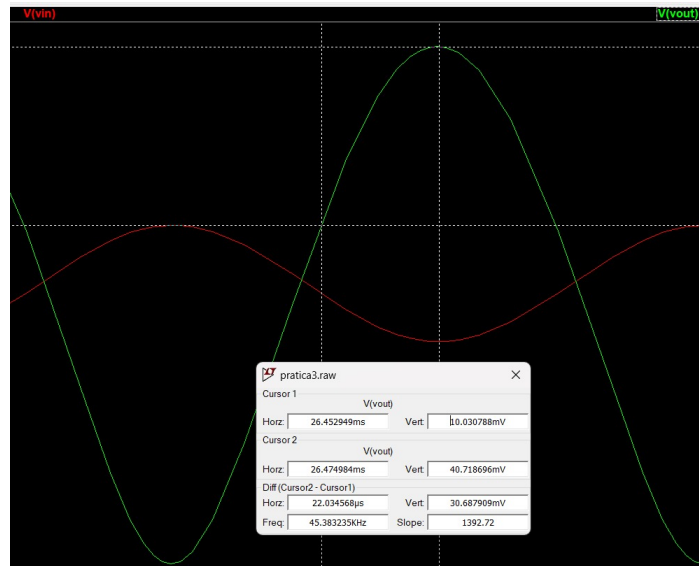 V(vin) V(vout)
pratica3.raw
Cursor 1
V(vout)
Horz: 26.452949ms Vert: 10.030788mV
Cursor 2
V(vout)
Horz: 26.474984ms Vert: 40.718696mV
Diff (Cursor2 - Cursor1)
Horz: 22.034568µs Vert: 30.687909mV
Freq: 45.383235KHz Slope: 1392.72